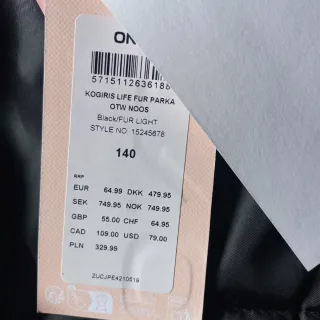 ON
5715112636188
KOGIRIS LIFE FUR PARKA
OTW NOOS
Black/FUR LIGHT
STYLE NO: 15245678
140
RRP
EUR 64.99 DKK 479.95
SEK 749.95 NOK 749.95
GBP 55.00 CHF 64.95
CAD 109.00 USD 79.00
PLN 329.99
ZUCJPE4210519